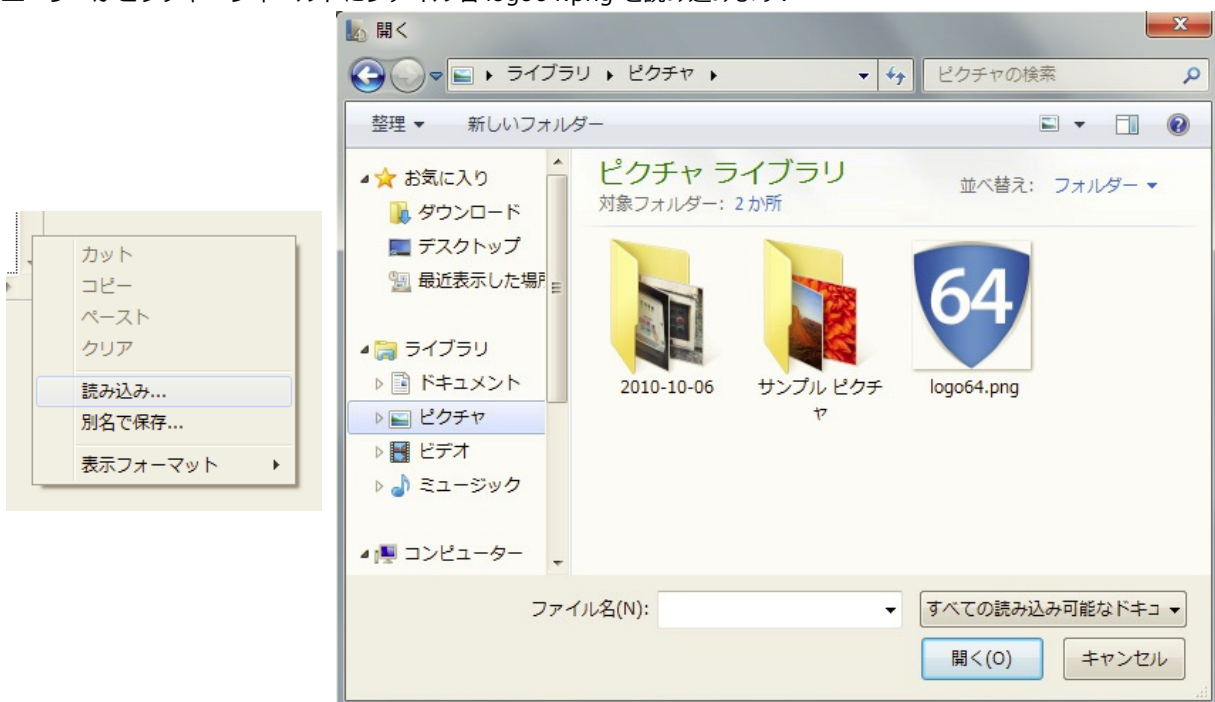 開く
ライブラリ ピクチャ
ピクチャの検索
整理
新しいフォルダー
お気に入り
ダウンロード
デスクトップ
最近表示した場所
ライブラリ
ドキュメント
ピクチャ
ビデオ
ミュージック
コンピューター
ピクチャ ライブラリ
対象フォルダー: 2 か所
並べ替え: フォルダー
64
2010-10-06
サンプル ピクチ
ャ
logo64.png
ファイル名(N):
すべての読み込み可能なドキュ
開く(O)
キャンセル
カット
コピー
ペースト
クリア
読み込み...
別名で保存...
表示フォーマット